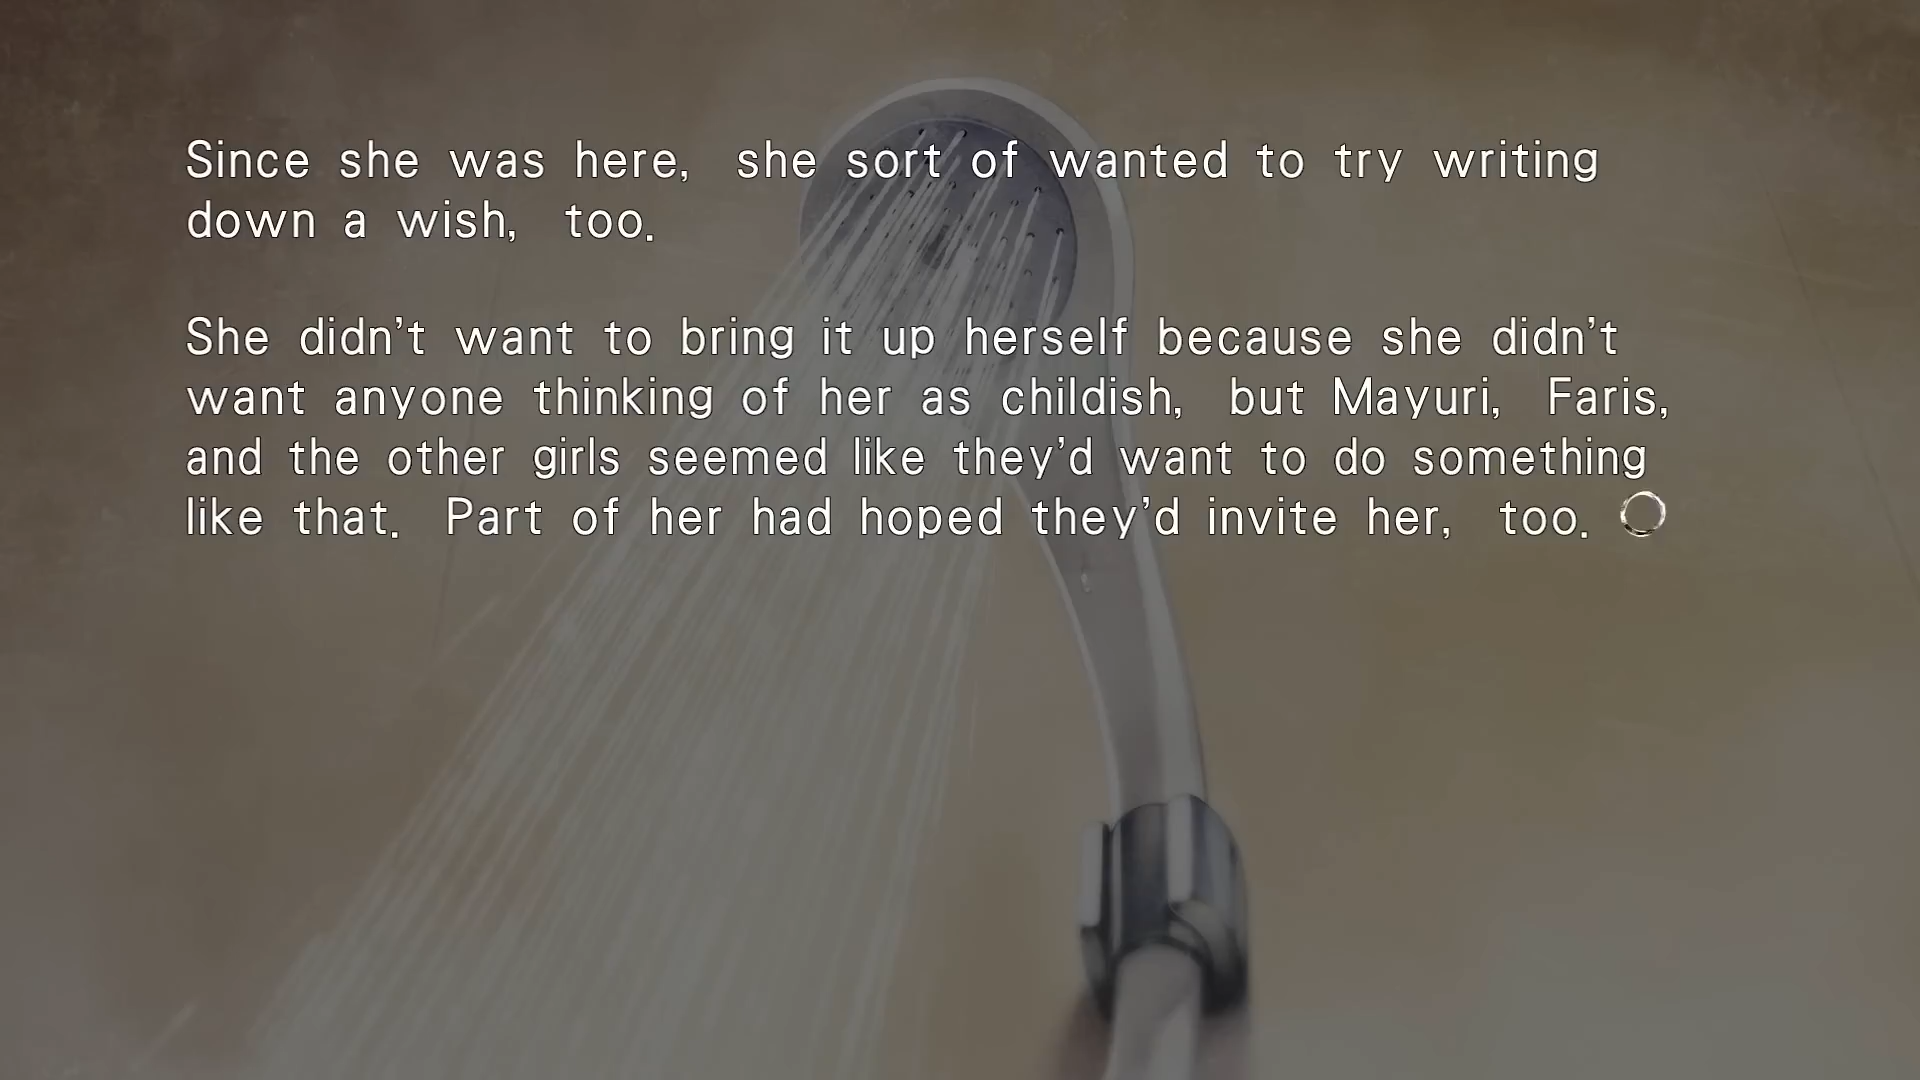 Since she was here, she sort of wanted to try writing
down a wish, too.
She didn't want to bring it up herself because she didn't
want anyone thinking of her as childish, but Mayuri, Faris,
and the other girls seemed like they'd want to do something
like that. Part of her had hoped they'd invite her, too.